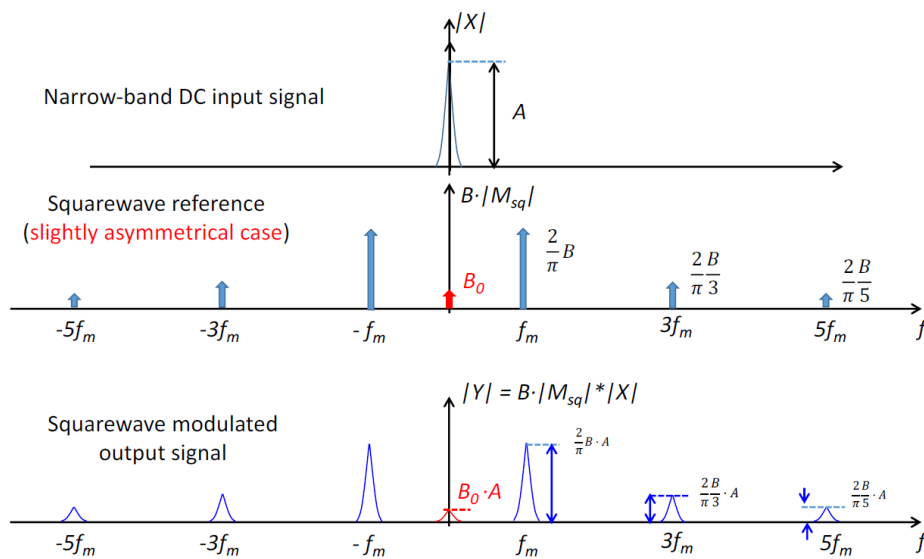 |X|
Narrow-band DC input signal
A
Squarewave reference
(slightly asymmetrical case)
B·|M_sq|
B_0
2/π B
2/π B/3
2/π B/5
-5f_m
-3f_m
- f_m
f_m
3f_m
5f_m
f
Squarewave modulated
output signal
|Y| = B·|M_sq|*|X|
B_0·A
2/π B · A
2/π B/3 · A
2/π B/5 · A
-5f_m
-3f_m
- f_m
f_m
3f_m
5f_m
f